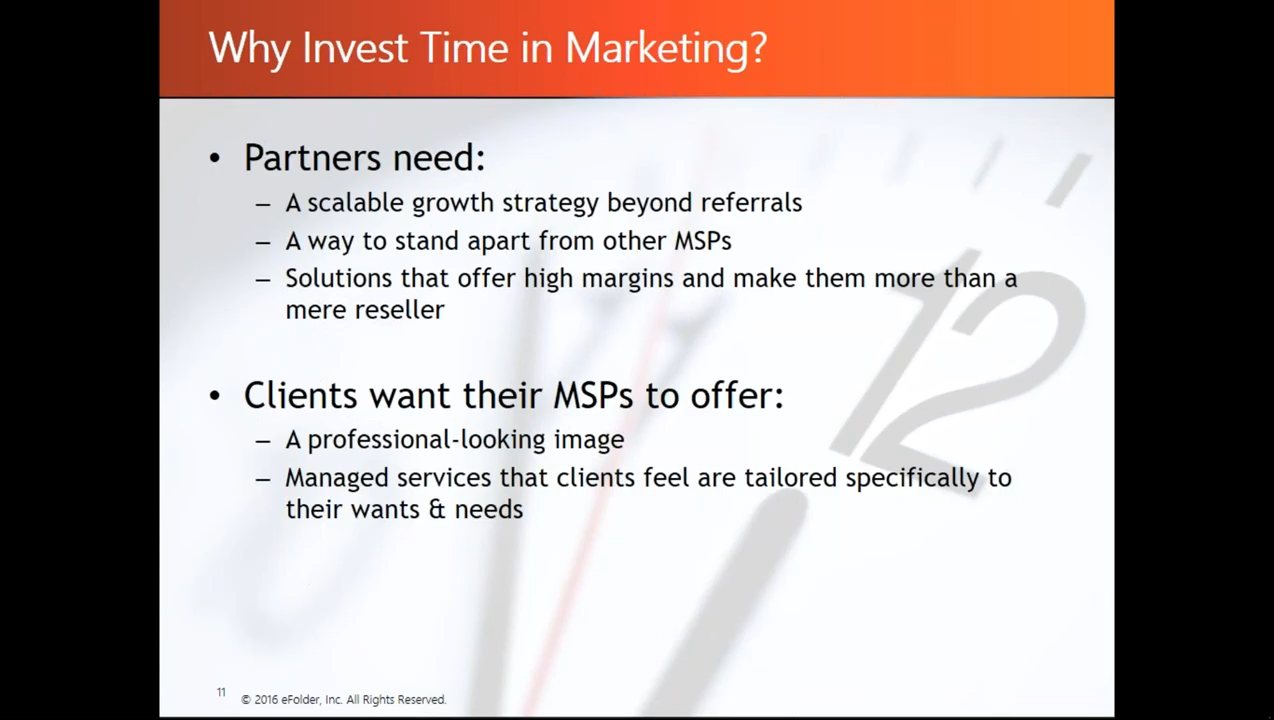 Why Invest Time in Marketing?
• Partners need:
– A scalable growth strategy beyond referrals
– A way to stand apart from other MSPs
– Solutions that offer high margins and make them more than a
mere reseller
• Clients want their MSPs to offer:
– A professional-looking image
– Managed services that clients feel are tailored specifically to
their wants & needs
12
11
© 2016 eFolder, Inc. All Rights Reserved.